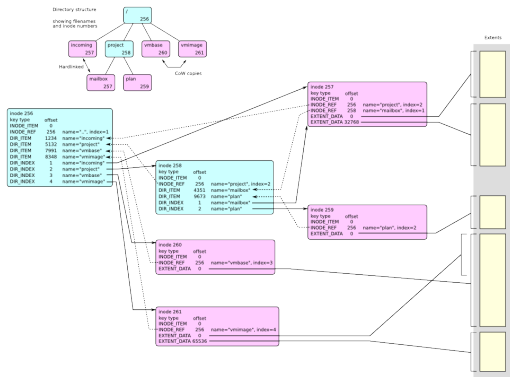 Directory structure
showing filenames
and inode numbers
/
256
incoming
257
project
258
vmbase
260
vmimage
261
Hardlinked
CoW copies
mailbox
257
plan
259
Extents
inode 256
key type offset
INODE_ITEM 0
INODE_REF 256 name="..", index=1
DIR_ITEM 1234 name="incoming"
DIR_ITEM 5132 name="project"
DIR_ITEM 7991 name="vmbase"
DIR_ITEM 8348 name="vmimage"
DIR_INDEX 1 name="incoming"
DIR_INDEX 2 name="project"
DIR_INDEX 3 name="vmbase"
DIR_INDEX 4 name="vmimage"
inode 257
key type offset
INODE_ITEM 0
INODE_REF 256 name="project", index=2
INODE_REF 256 name="mailbox", index=1
EXTENT_DATA 0
EXTENT_DATA 32768
inode 258
key type offset
INODE_ITEM 0
INODE_REF 256 name="project", index=2
DIR_ITEM 4351 name="mailbox"
DIR_ITEM 9673 name="plan"
DIR_INDEX 1 name="mailbox"
DIR_INDEX 2 name="plan"
inode 259
key type offset
INODE_ITEM 0
INODE_REF 256 name="plan", index=2
EXTENT_DATA 0
inode 260
key type offset
INODE_ITEM 0
INODE_REF 256 name="vmbase", index=3
EXTENT_DATA 0
inode 261
key type offset
INODE_ITEM 0
INODE_REF 256 name="vmimage", index=4
EXTENT_DATA 0
EXTENT_DATA 65536